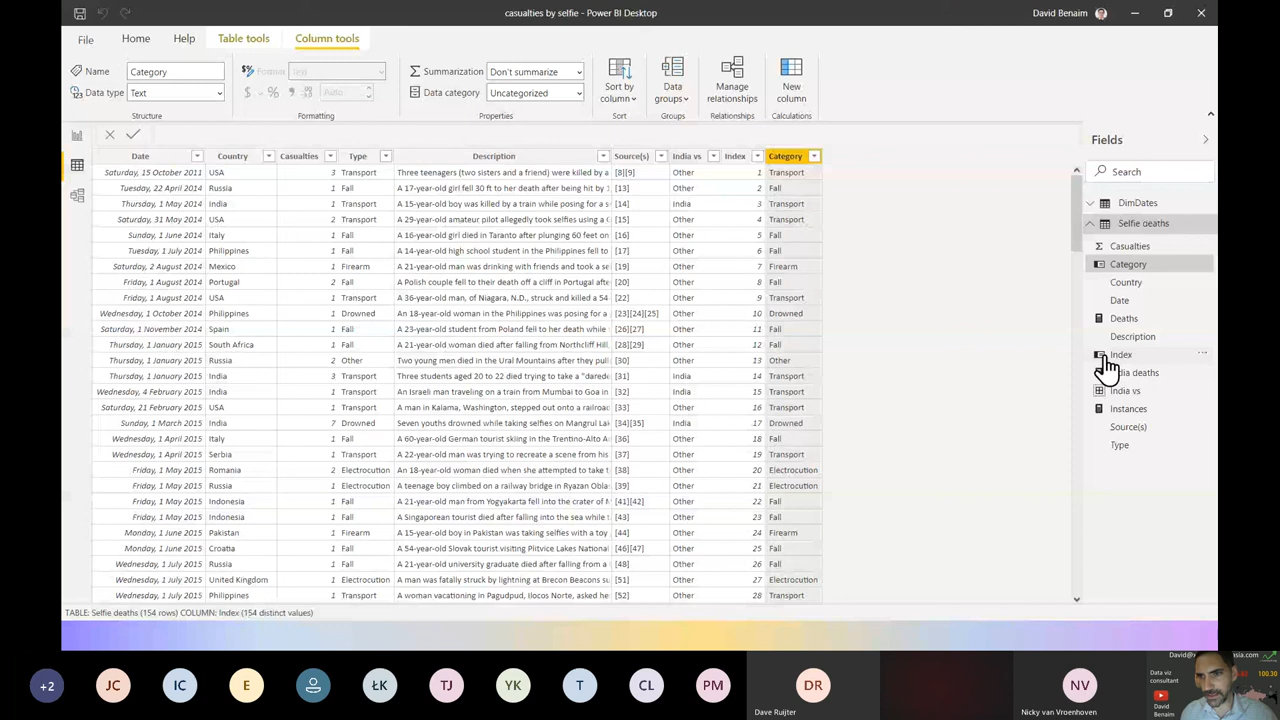 casualties by selfie - Power BI Desktop
David Benaim
File Home Help Table tools Column tools
Name Category
Data type Text
Structure
Format Text
$ % Auto
Formatting
Summarization Don't summarize
Data category Uncategorized
Properties
Sort by column
Sort
Data groups
Groups
Manage relationships
Relationships
New column
Calculations
Date Country Casualties Type Description Source(s) India vs Index Category
Saturday, 15 October 2011 USA 3 Transport Three teenagers (two sisters and a friend) were killed by a [8][9] Other 1 Transport
Tuesday, 22 April 2014 Russia 1 Fall A 17-year-old girl fell 30 ft to her death after being hit by [13] Other 2 Fall
Thursday, 1 May 2014 India 1 Transport A 15-year-old boy was killed by a train while posing for a [14] India 3 Transport
Saturday, 31 May 2014 USA 2 Transport A 29-year-old amateur pilot allegedly took selfies using a [15] Other 4 Transport
Sunday, 1 June 2014 Italy 1 Fall A 16-year-old girl died in Taranto after plunging 60 feet on [16] Other 5 Fall
Tuesday, 1 July 2014 Philippines 1 Fall A 14-year-old high school student in the Philippines fell to [17] Other 6 Fall
Saturday, 2 August 2014 Mexico 1 Firearm A 21-year-old man was drinking with friends and took a se [19] Other 7 Firearm
Friday, 1 August 2014 Portugal 2 Fall A Polish couple fell to their death off a cliff in Portugal after [20] Other 8 Fall
Friday, 1 August 2014 USA 1 Transport A 36-year-old man, of Niagara, N.D., struck and killed a 54 [22] Other 9 Transport
Wednesday, 1 October 2014 Philippines 1 Drowned An 18-year-old woman from the Philippines was posing for a [23][24][25] Other 10 Drowned
Saturday, 1 November 2014 Spain 1 Fall A 23-year-old student from Poland fell to her death while [26][27] Other 11 Fall
Thursday, 1 January 2015 South Africa 1 Fall A 21-year-old woman died after falling from Northcliff Hill. [28][29] Other 12 Fall
Thursday, 1 January 2015 Russia 2 Other Two young men died in the Ural Mountains after they pull [30] Other 13 Other
Thursday, 1 January 2015 India 3 Transport Three students aged 20 to 22 died trying to take a "darede [31] India 14 Transport
Wednesday, 4 February 2015 India 1 Transport An Israeli man traveling on a train from Mumbai to Goa in [32] India 15 Transport
Saturday, 21 February 2015 USA 1 Transport A man in Kalama, Washington, stepped out onto a railroad [33] Other 16 Transport
Sunday, 1 March 2015 India 7 Drowned Seven youths drowned while taking selfies on Mangrul Lak [35] India 17 Drowned
Wednesday, 1 April 2015 Italy 1 Fall A 60-year-old German tourist skiing in the Trentino-Alto A [36] Other 18 Fall
Wednesday, 1 April 2015 Serbia 1 Transport A 22-year-old man was trying to recreate a scene from his [37] Other 19 Transport
Friday, 1 May 2015 Romania 2 Electrocution An 18-year-old woman died when she attempted to take [38] Other 20 Electrocution
Friday, 1 May 2015 Russia 1 Electrocution A teenage boy climbed on a railway bridge in Ryazan Obla [39] Other 21 Electrocution
Friday, 1 May 2015 Indonesia 1 Fall A 21-year-old man from Yogyakarta fell into the crater of M [41][42] Other 22 Fall
Friday, 1 May 2015 Indonesia 1 Fall A Singaporean tourist died after falling into the sea while t [43] Other 23 Fall
Monday, 1 June 2015 Pakistan 1 Firearm A 15-year-old boy in Pakistan was taking selfies with a toy [44] Other 24 Firearm
Monday, 1 June 2015 Croatia 1 Fall A 54-year-old Slovak tourist visiting Plitvice Lakes National [46][47] Other 25 Fall
Wednesday, 1 July 2015 Russia 1 Fall A 21-year-old university graduate died after falling from a [48] Other 26 Fall
Wednesday, 1 July 2015 United Kingdom 1 Electrocution A man was fatally struck by lightning at Brecon Beacons su [51] Other 27 Electrocution
Wednesday, 1 July 2015 Philippines 1 Transport A woman vacationing in Pagudpud, Ilocos Norte, asked he [52] Other 28 Transport
TABLE: Selfie deaths (154 rows) COLUMN: Index (154 distinct values)
Fields
Search
DimDates
Selfie deaths
Casualties
Category
Country
Date
Deaths
Description
Index
dia deaths
India vs
Instances
Source(s)
Type
+2 JC IC E ŁK TJ YK T CL PM DR NV
Dave Ruijter
Nicky van Vroenhoven
Data viz
consultant
David
Benaim
100.30